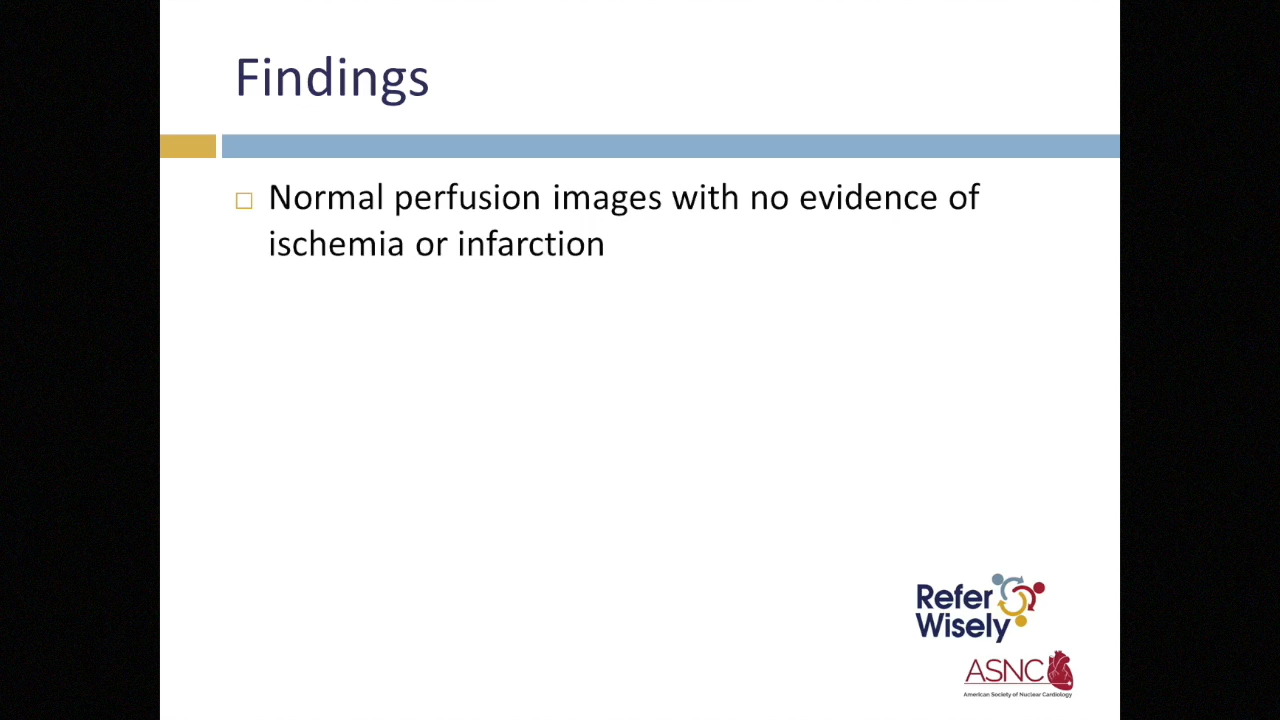 Findings
Normal perfusion images with no evidence of
ischemia or infarction
Refer
Wisely
ASNC
American Society of Nuclear Cardiology